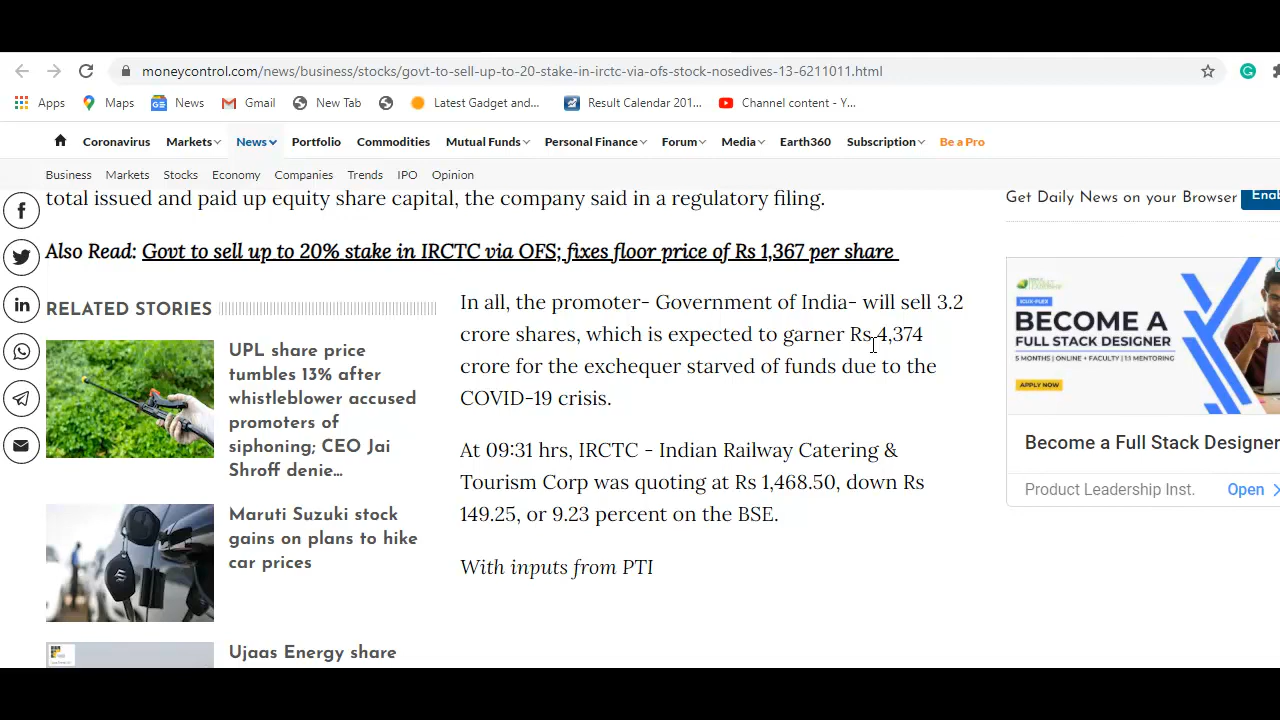 moneycontrol.com/news/business/stocks/govt-to-sell-up-to-20-stake-in-irctc-via-ofs-stock-nosedives-13-6211011.html
Apps Maps News Gmail New Tab Latest Gadget and... Result Calendar 201... Channel content - Y...
Coronavirus Markets News Portfolio Commodities Mutual Funds Personal Finance Forum Media Earth360 Subscription Be a Pro
Business Markets Stocks Economy Companies Trends IPO Opinion
total issued and paid up equity share capital, the company said in a regulatory filing.
Also Read: Govt to sell up to 20% stake in IRCTC via OFS; fixes floor price of Rs 1,367 per share
RELATED STORIES
UPL share price
tumbles 13% after
whistleblower accused
promoters of
siphoning; CEO Jai
Shroff denie...
Maruti Suzuki stock
gains on plans to hike
car prices
Ujaas Energy share
In all, the promoter- Government of India- will sell 3.2
crore shares, which is expected to garner Rs 4,374
crore for the exchequer starved of funds due to the
COVID-19 crisis.
At 09:31 hrs, IRCTC - Indian Railway Catering &
Tourism Corp was quoting at Rs 1,468.50, down Rs
149.25, or 9.23 percent on the BSE.
With inputs from PTI
Get Daily News on your Browser
Enab
BECOME A
FULL STACK DESIGNER
5 MONTHS | ONLINE + FACULTY | 1:1 MENTORING
APPLY NOW
Become a Full Stack Designer
Product Leadership Inst. Open